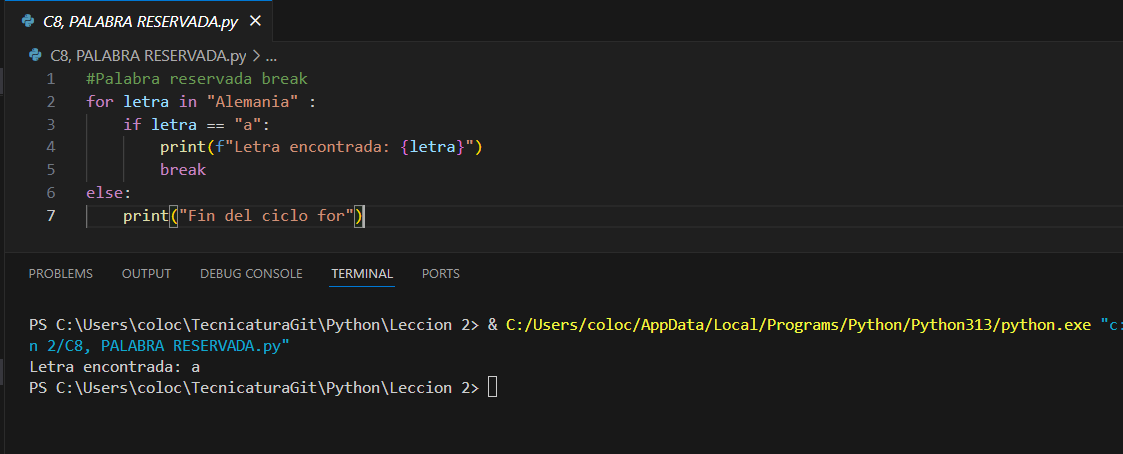 C8, PALABRA RESERVADA.py
C8, PALABRA RESERVADA.py > ...
1 #Palabra reservada break
2 for letra in "Alemania" :
3 if letra == "a":
4 print(f"Letra encontrada: {letra}")
5 break
6 else:
7 print("Fin del ciclo for")
PROBLEMS OUTPUT DEBUG CONSOLE TERMINAL PORTS
PS C:\Users\coloc\TecnicaturaGit\Python\Leccion 2> & C:/Users/coloc/AppData/Local/Programs/Python/Python313/python.exe "c:
n 2/C8, PALABRA RESERVADA.py"
Letra encontrada: a
PS C:\Users\coloc\TecnicaturaGit\Python\Leccion 2>